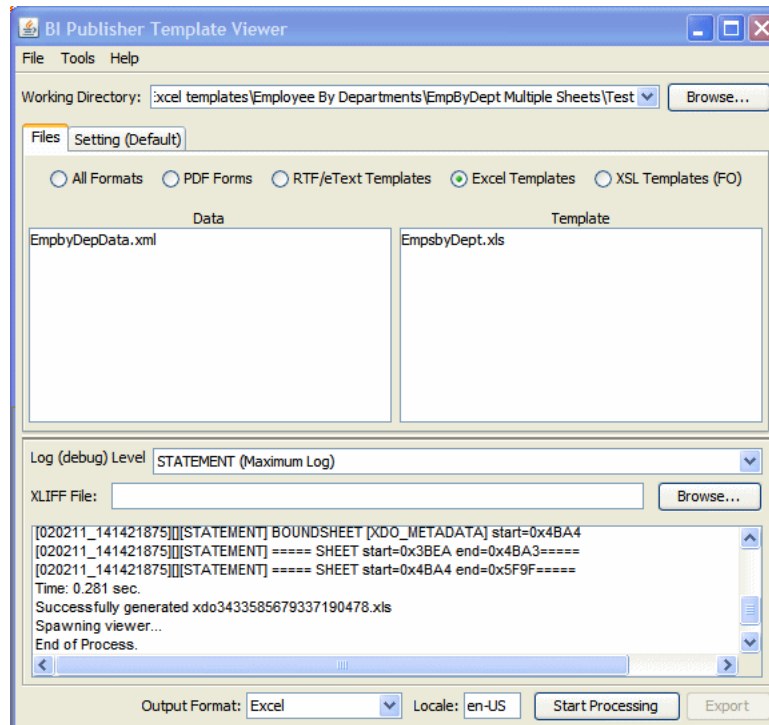 BI Publisher Template Viewer
File Tools Help
Working Directory: :xcel templates\Employee By Departments\EmpByDept Multiple Sheets\Test Browse...
Files Setting (Default)
All Formats PDF Forms RTF/eText Templates Excel Templates XSL Templates (FO)
Data Template
EmpbyDepData.xml EmpsbyDept.xls
Log (debug) Level STATEMENT (Maximum Log)
XLIFF File: Browse...
[020211_141421875][][STATEMENT] BOUNDSHEET [XDO_METADATA] start=0x4BA4
[020211_141421875][][STATEMENT] ===== SHEET start=0x3BEA end=0x4BA3=====
[020211_141421875][][STATEMENT] ===== SHEET start=0x4BA4 end=0x5F9F=====
Time: 0.281 sec.
Successfully generated xdo3433585679337190478.xls
Spawning viewer...
End of Process.
Output Format: Excel Locale: en-US Start Processing Export